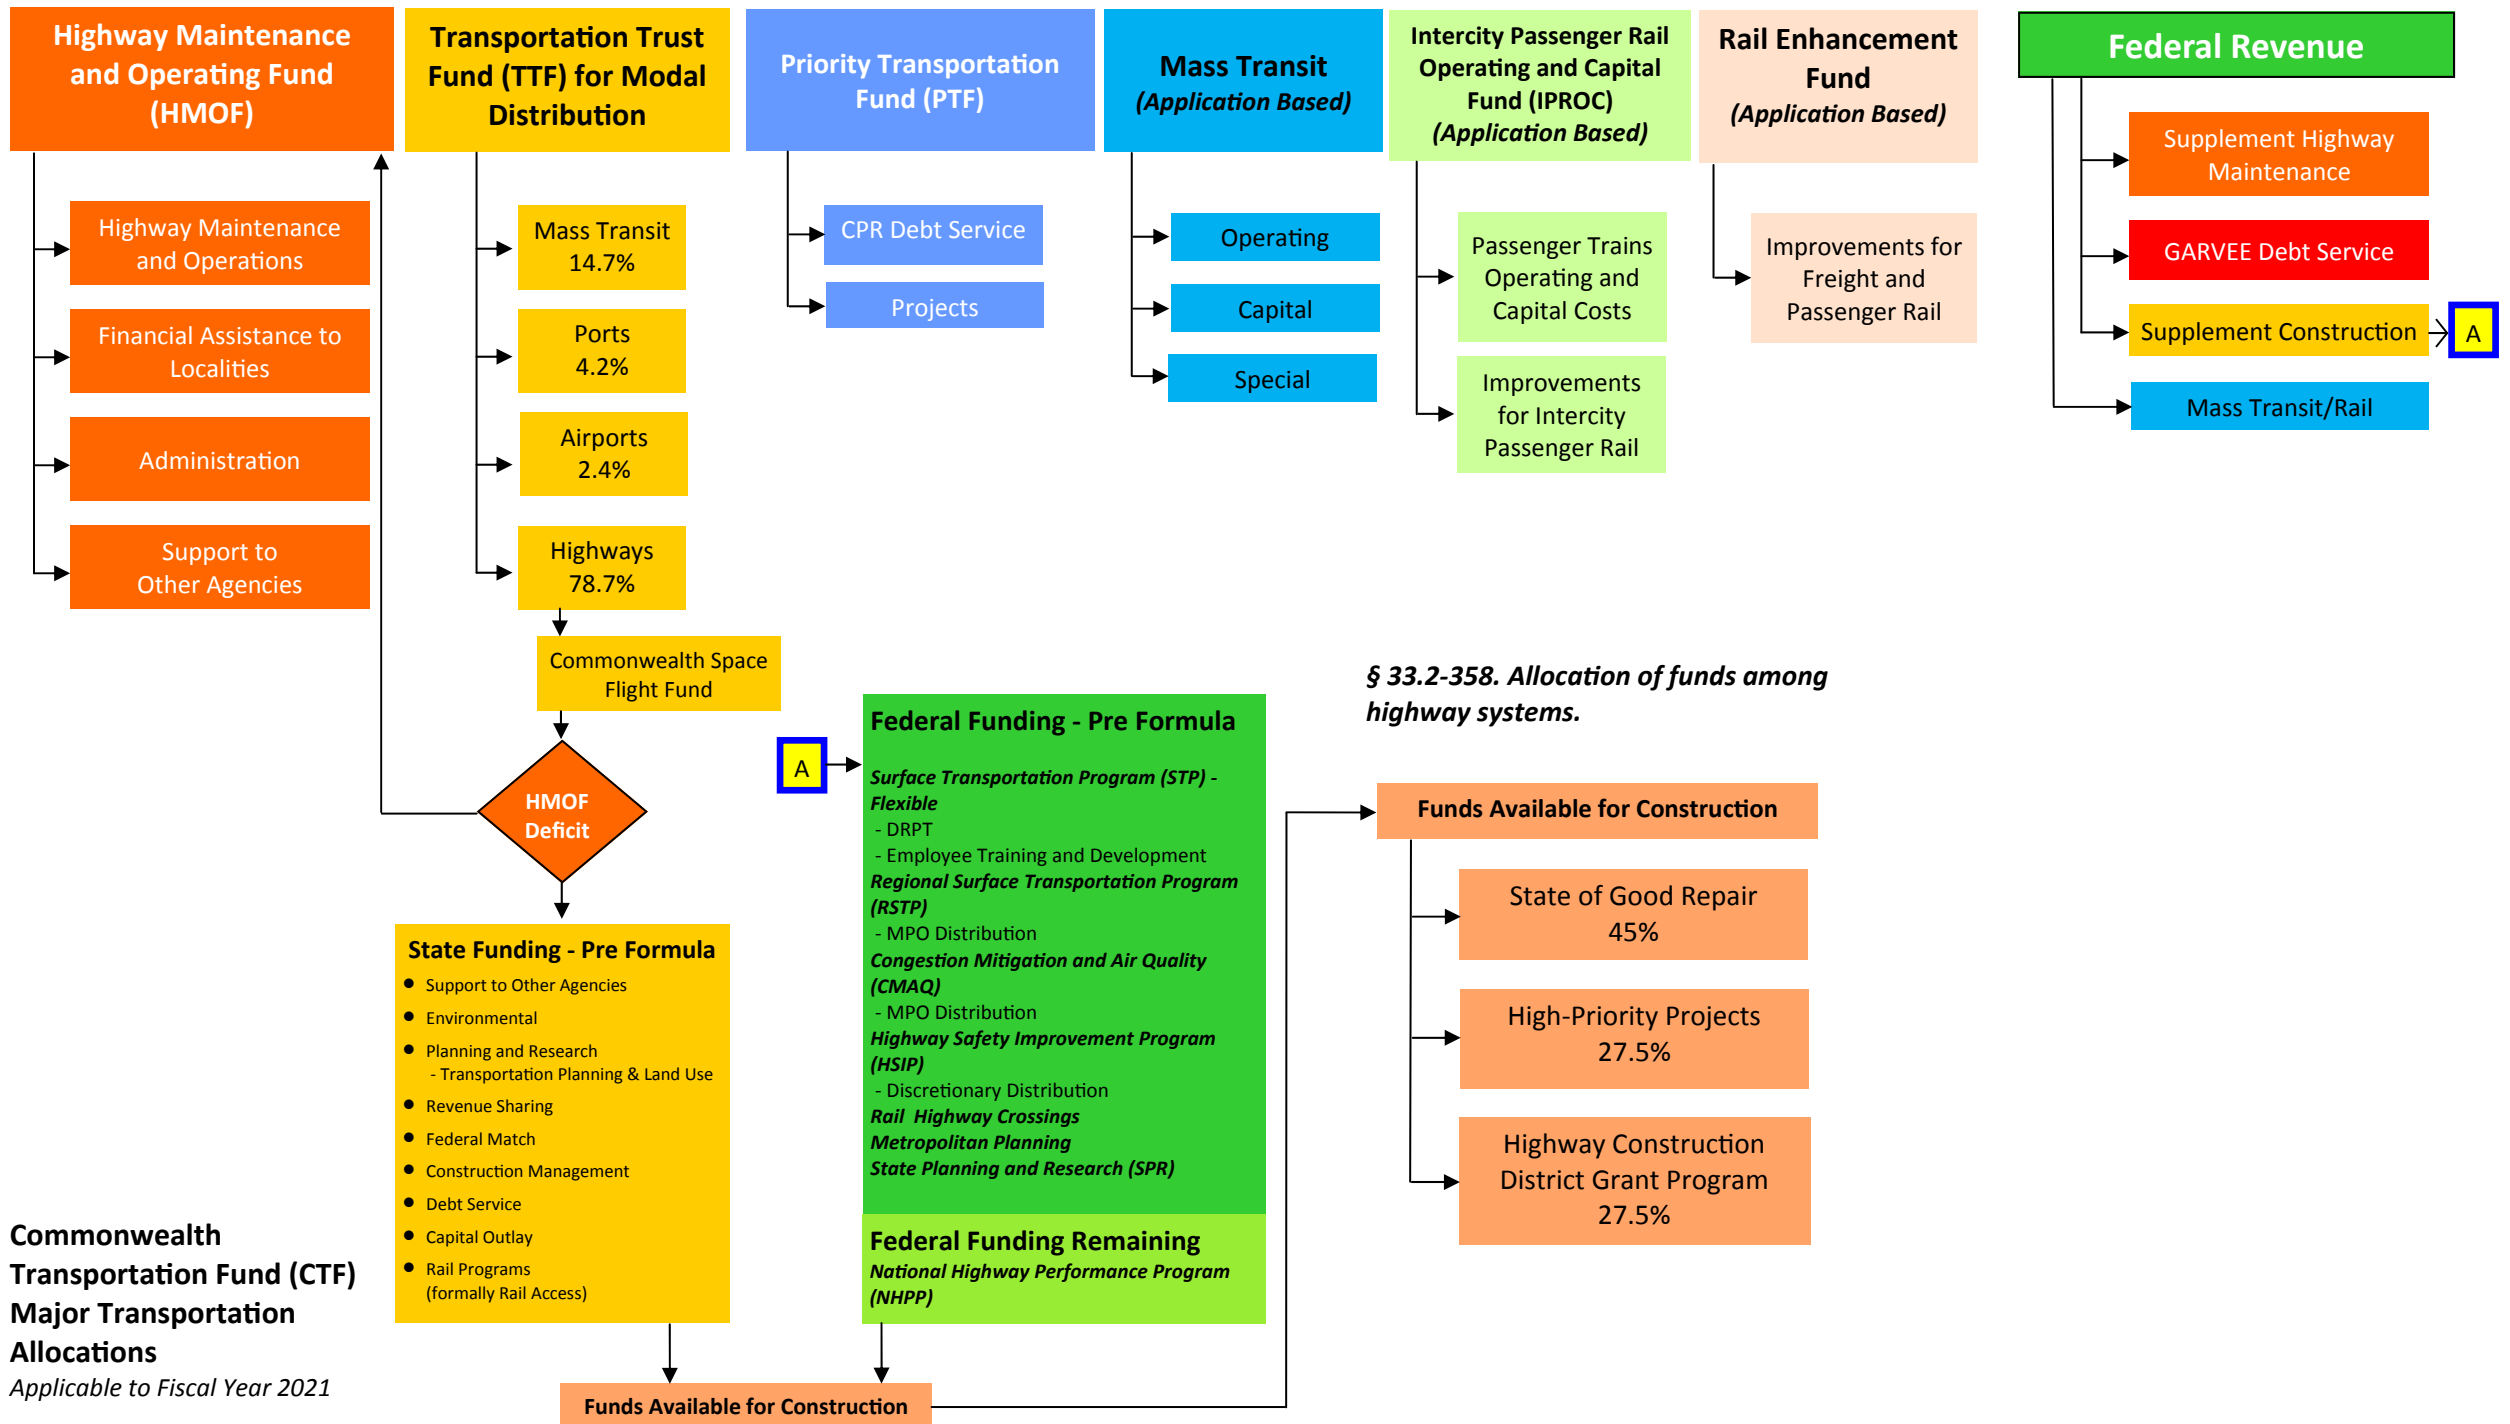 Highway Maintenance
and Operating Fund
(HMOF)
Highway Maintenance
and Operations
Financial Assistance to
Localities
Administration
Support to
Other Agencies
Transportation Trust
Fund (TTF) for Modal
Distribution
Mass Transit
14.7%
Ports
4.2%
Airports
2.4%
Highways
78.7%
Commonwealth Space
Flight Fund
HMOF
Deficit
State Funding - Pre Formula
● Support to Other Agencies
● Environmental
● Planning and Research
- Transportation Planning & Land Use
● Revenue Sharing
● Federal Match
● Construction Management
● Debt Service
● Capital Outlay
● Rail Programs
(formally Rail Access)
Priority Transportation
Fund (PTF)
CPR Debt Service
Projects
Mass Transit
(Application Based)
Operating
Capital
Special
Intercity Passenger Rail
Operating and Capital
Fund (IPROC)
(Application Based)
Passenger Trains
Operating and
Capital Costs
Improvements
for Intercity
Passenger Rail
Rail Enhancement
Fund
(Application Based)
Improvements for
Freight and
Passenger Rail
Federal Revenue
Supplement Highway
Maintenance
GARVEE Debt Service
Supplement Construction
A
Mass Transit/Rail
A
Federal Funding - Pre Formula
Surface Transportation Program (STP) -
Flexible
- DRPT
- Employee Training and Development
Regional Surface Transportation Program
(RSTP)
- MPO Distribution
Congestion Mitigation and Air Quality
(CMAQ)
- MPO Distribution
Highway Safety Improvement Program
(HSIP)
- Discretionary Distribution
Rail Highway Crossings
Metropolitan Planning
State Planning and Research (SPR)
Federal Funding Remaining
National Highway Performance Program
(NHPP)
Funds Available for Construction
§ 33.2-358. Allocation of funds among
highway systems.
Funds Available for Construction
State of Good Repair
45%
High-Priority Projects
27.5%
Highway Construction
District Grant Program
27.5%
Commonwealth
Transportation Fund (CTF)
Major Transportation
Allocations
Applicable to Fiscal Year 2021